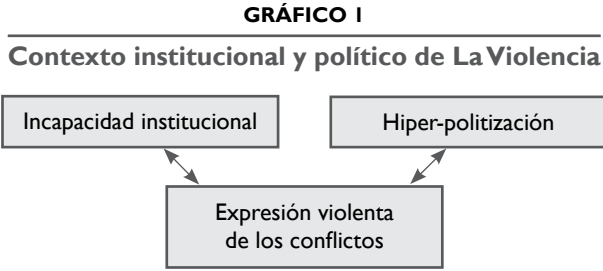 GRÁFICO 1
Contexto institucional y político de La Violencia
Incapacidad institucional
Hiper-politización
Expresión violenta
de los conflictos